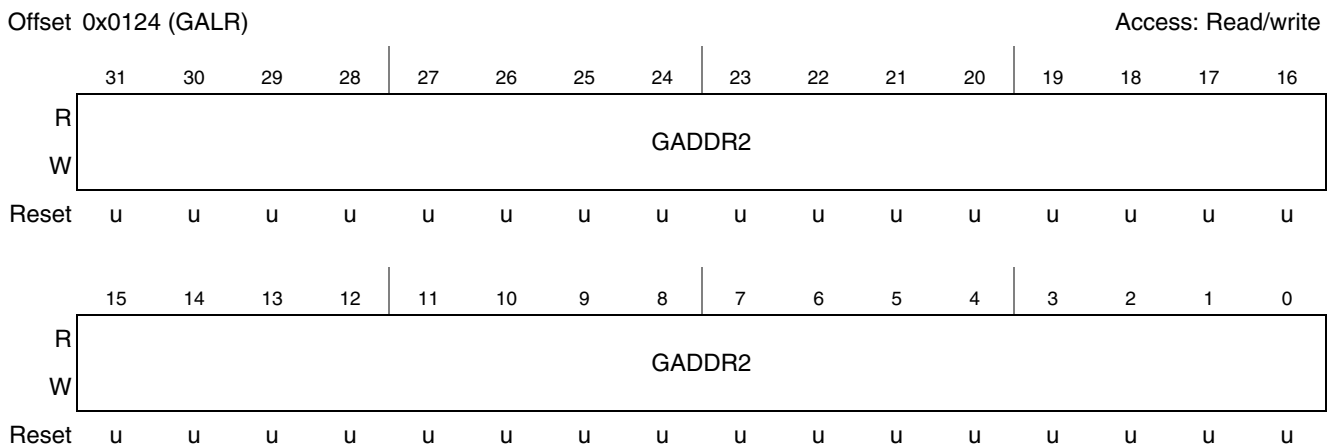 Offset 0x0124 (GALR) Access: Read/write
31 30 29 28 27 26 25 24 23 22 21 20 19 18 17 16
R
GADDR2
W
Reset u u u u u u u u u u u u u u u u
15 14 13 12 11 10 9 8 7 6 5 4 3 2 1 0
R
GADDR2
W
Reset u u u u u u u u u u u u u u u u